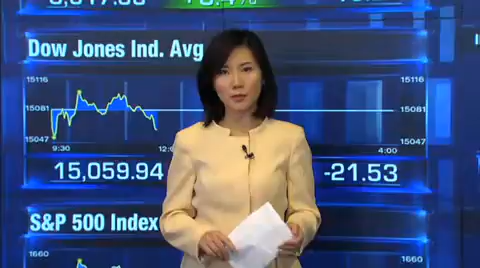 Dow Jones Ind. Avg
15116 15116
15081 15081
15047 15047
9:30 12: 4:00
15,059.94 -21.53
S&P 500 Index
1660 1660